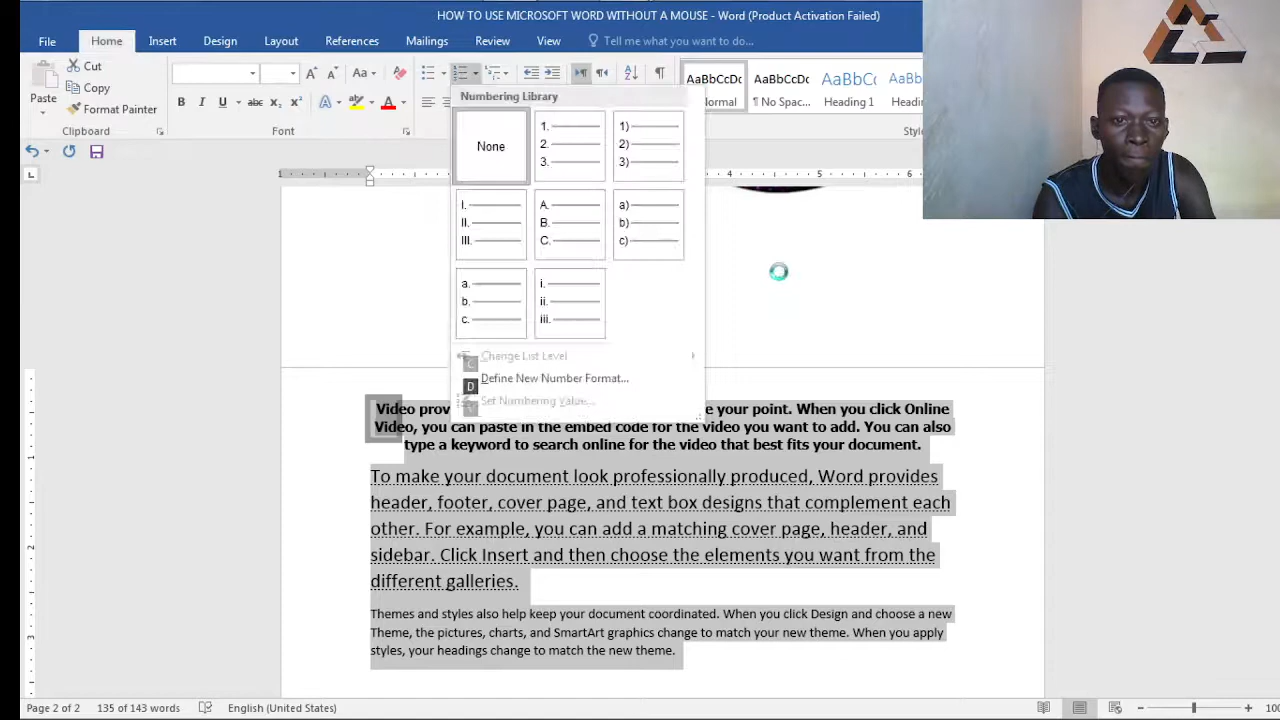 HOW TO USE MICROSOFT WORD WITHOUT A MOUSE - Word (Product Activation Failed)
File Home Insert Design Layout References Mailings Review View Tell me what you want to do...
Paste
Cut
Copy
Format Painter
Clipboard
Font
AaBbCcDc AaBbCcDc AaBbCc
¶ No Spac... Heading 1
Numbering Library
None
1.
2.
3.
1)
2)
3)
I.
II.
III.
A.
B.
C.
a)
b)
c)
a.
b.
c.
i.
ii.
iii.
Change List Level
C
Define New Number Format...
D
Set Numbering Value...
1 4 5 6
1
2
3
Video e your point. When you click Online
Video, you can paste in the embed code for the video you want to add. You can also
type a keyword to search online for the video that best fits your document.
To make your document look professionally produced, Word provides
header, footer, cover page, and text box designs that complement each
other. For example, you can add a matching cover page, header, and
sidebar. Click Insert and then choose the elements you want from the
different galleries.
Themes and styles also help keep your document coordinated. When you click Design and choose a new
Theme, the pictures, charts, and SmartArt graphics change to match your new theme. When you apply
styles, your headings change to match the new theme.
Page 2 of 2 135 of 143 words English (United States)